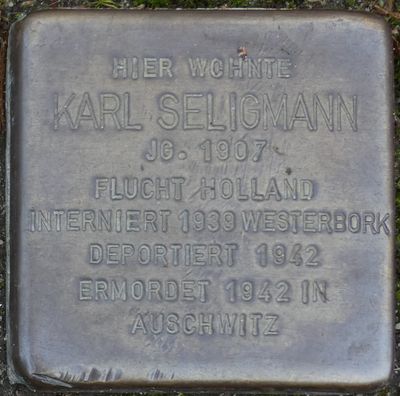 HIER WOHNTE
KARL SELIGMANN
JG. 1907
FLUCHT HOLLAND
INTERNIERT 1939 WESTERBORK
DEPORTIERT 1942
ERMORDET 1942 IN
AUSCHWITZ